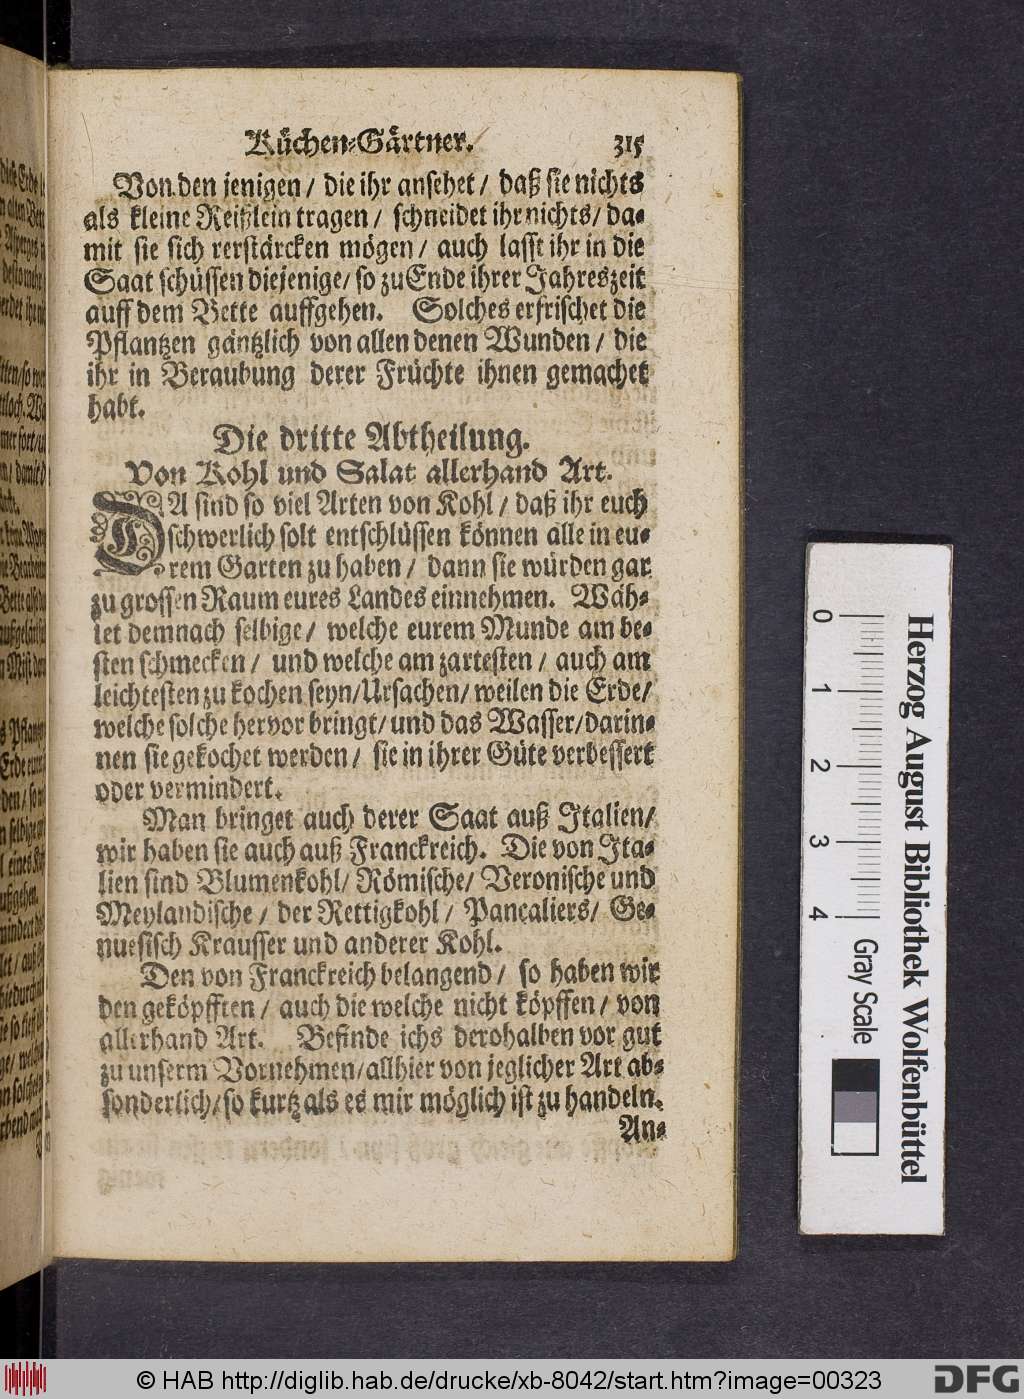 Küchen-Gärtner. 315
Von den jenigen / die ihr ansehet / daß sie nichts
als kleine Reißlein tragen / schneidet ihr nichts / da-
mit sie sich rerstärcken mögen / auch lasst ihr in die
Saat schüssen diejenige / so zu Ende ihrer Jahreszeit
auff dem Bette auffgehen. Solches erfrischet die
Pflantzen gäntzlich von allen denen Wunden / die
ihr in Beraubung derer Früchte ihnen gemachet
habt.
Die dritte Abtheilung.
Von Kohl und Salat allerhand Art.
DA sind so viel Arten von Kohl / daß ihr euch
schwerlich solt entschlüssen können alle in eu-
rem Garten zu haben / dann sie würden gar
zu grossen Raum eures Landes einnehmen. Wäh-
let demnach selbige / welche eurem Munde am be-
sten schmecken / und welche am zartesten / auch am
leichtesten zu kochen seyn / Ursachen / weilen die Erde /
welche solche hervor bringt / und das Wasser / darin-
nen sie gekochet werden / sie in ihrer Güte verbessert
oder vermindert.
Man bringet auch derer Saat auß Italien /
wir haben sie auch auß Franckreich. Die von Ita-
lien sind Blumenkohl / Römische / Veronische und
Meylandische / der Rettigkohl / Pancaliers / Ge-
nuesisch Krausser und anderer Kohl.
Den von Franckreich belangend / so haben wir
den geköpfften / auch die welche nicht köpffen / von
allerhand Art. Befinde ichs derohalben vor gut
zu unserm Vornehmen / allhier von jeglicher Art ab-
sonderlich / so kurtz als es mir möglich ist zu handeln.
An-
0 1 2 3 4
Gray Scale
Herzog August Bibliothek Wolfenbüttel
© HAB http://diglib.hab.de/drucke/xb-8042/start.htm?image=00323
DFG